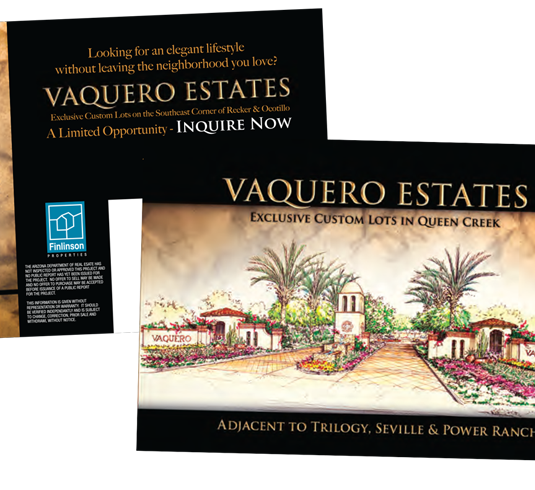 Looking for an elegant lifestyle
without leaving the neighborhood you love?
VAQUERO ESTATES
Exclusive Custom Lots on the Southeast Corner of Recker & Ocotillo
A Limited Opportunity - INQUIRE NOW
Finlinson
PROPERTIES
THE ARIZONA DEPARTMENT OF REAL ESATE HAS
NOT INSPECTED OR APPROVED THIS PROJECT AND
NO PUBLIC REPORT HAS YET BEEN ISSUED FOR
THE PROJECT. NO OFFER TO SELL MAY BE MADE
AND NO OFFER TO PURCHASE MAY BE ACCEPTED
BEFORE ISSUANCE OF A PUBLIC REPORT
FOR THE PROJECT.
THIS INFORMATION IS GIVEN WITHOUT
REPRESENTATION OR WARRANTY. IT SHOULD
BE VERIFIED INDEPENDANTLY AND IS SUBJECT
TO CHANGE, CORRECTION, PRIOR SALE AND
WITHDRAWL WITHOUT NOTICE.
VAQUERO ESTATES
EXCLUSIVE CUSTOM LOTS IN QUEEN CREEK
VAQUERO
VA
ADJACENT TO TRILOGY, SEVILLE & POWER RANCH